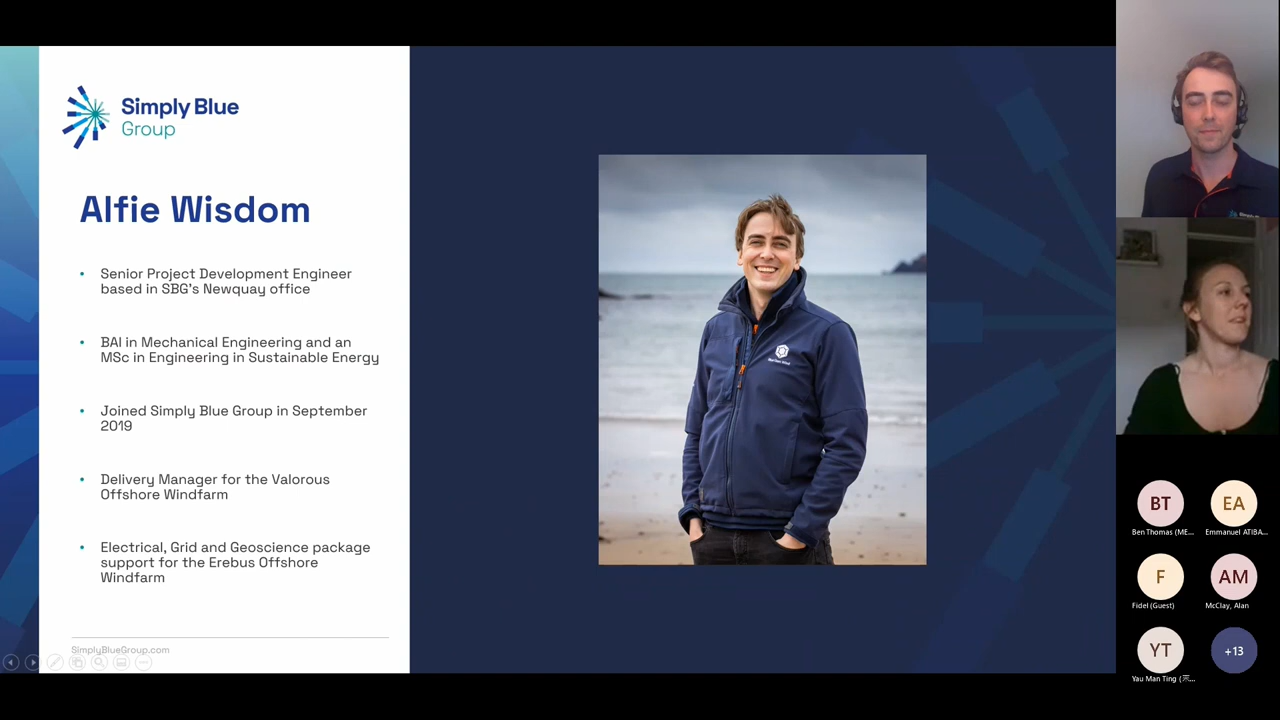 Simply Blue
Group
Alfie Wisdom
• Senior Project Development Engineer
based in SBG's Newquay office
• BAI in Mechanical Engineering and an
MSc in Engineering in Sustainable Energy
• Joined Simply Blue Group in September
2019
• Delivery Manager for the Valorous
Offshore Windfarm
• Electrical, Grid and Geoscience package
support for the Erebus Offshore
Windfarm
SimplyBlueGroup.com
BT
EA
Ben Thomas (ME...
Emmanuel ATIBA...
F
AM
Fidel (Guest)
McClay, Alan
YT
+13
Yau Man Ting (